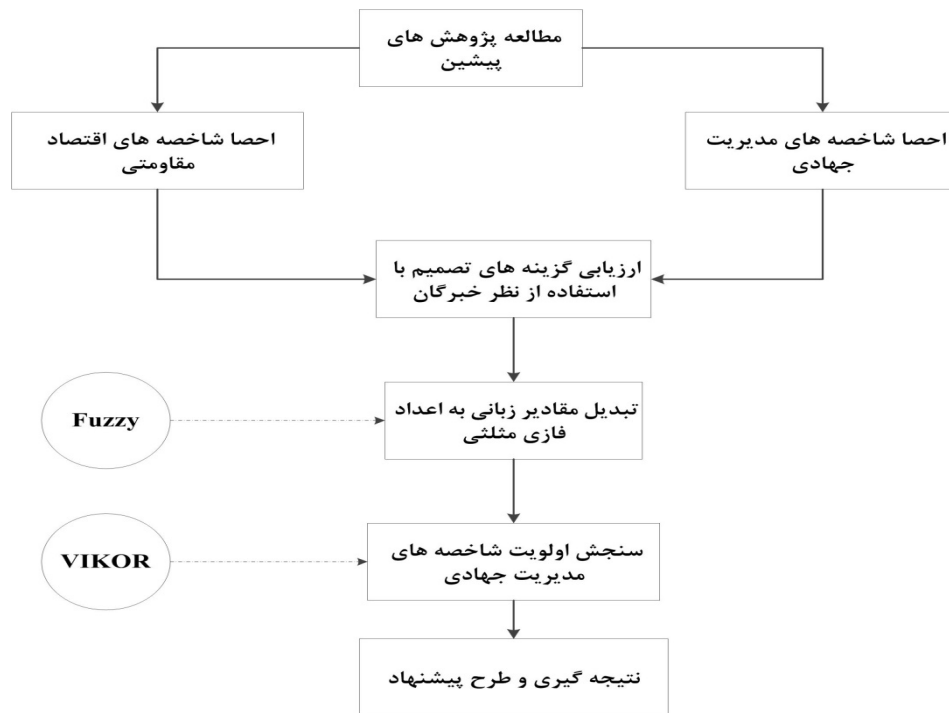 مطالعه پژوهش های
پیشین
احصا شاخصه های مدیریت
جهادی
احصا شاخصه های اقتصاد
مقاومتی
ارزیابی گزینه های تصمیم با
استفاده از نظر خبرگان
تبدیل مقادیر زبانی به اعداد
فازی مثلثی
Fuzzy
سنجش اولویت شاخصه های
مدیریت جهادی
VIKOR
نتیجه گیری و طرح پیشنهاد